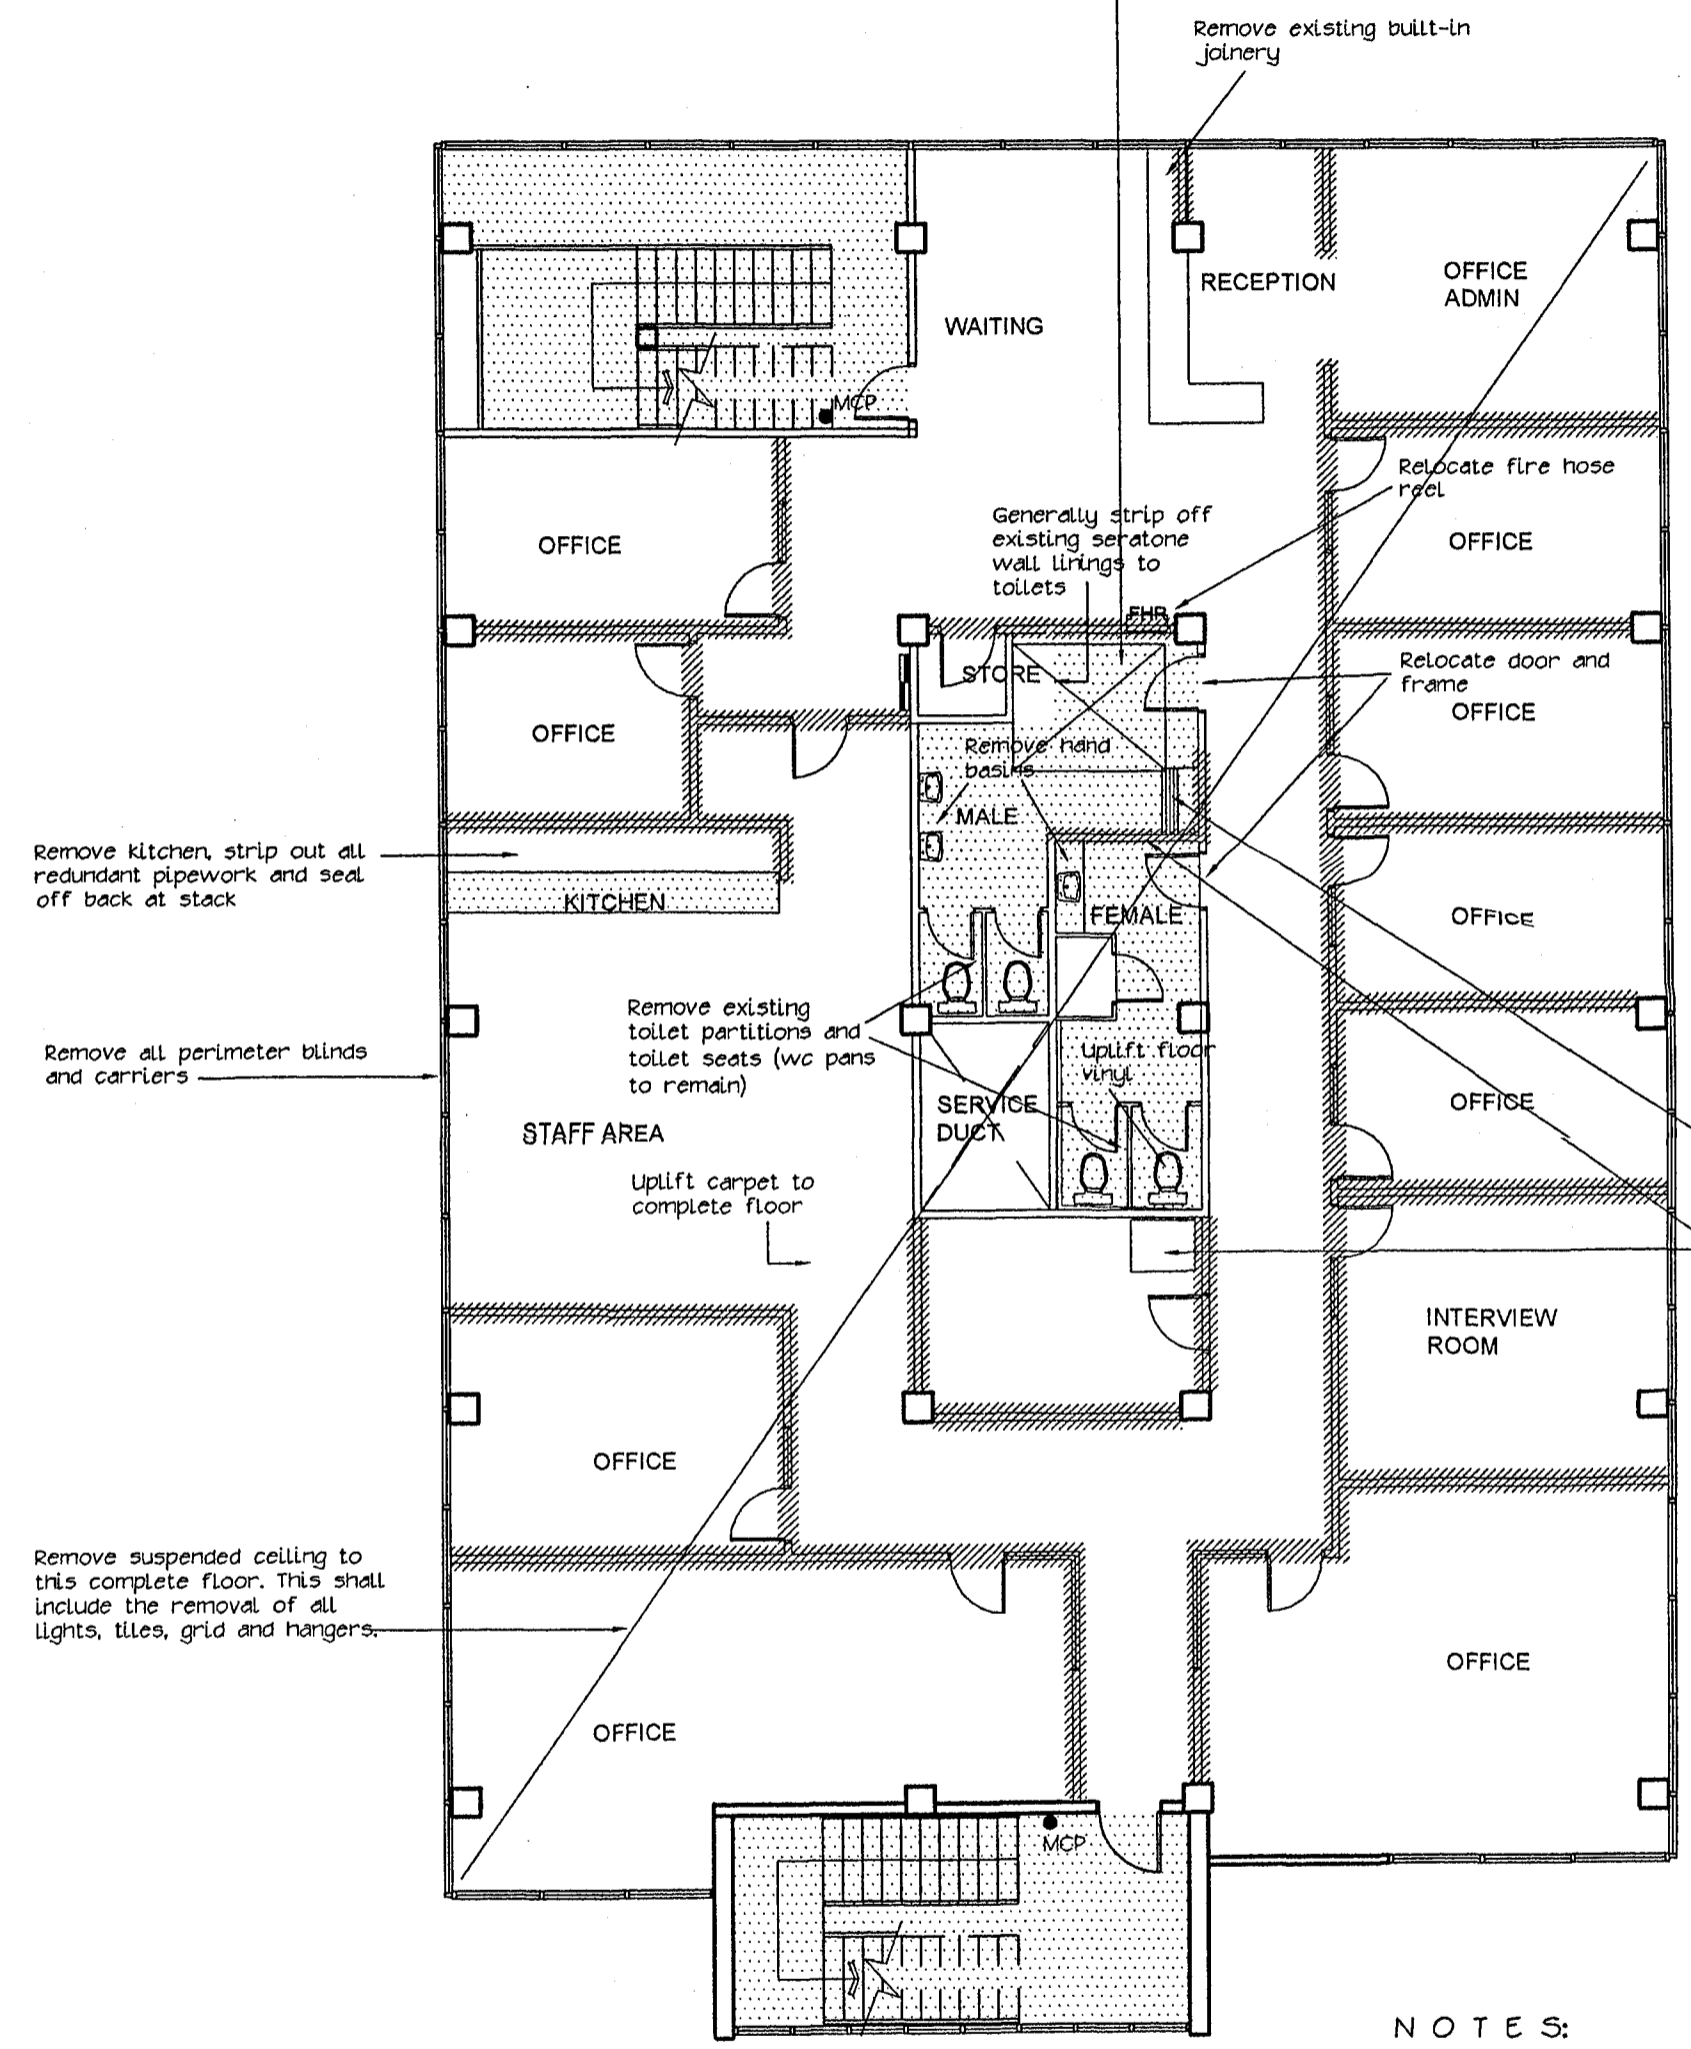 Remove existing built-in
joinery
RECEPTION
OFFICE
ADMIN
WAITING
MCP
Relocate fire hose
reel
Generally strip off
existing seratone
wall linings to
toilets
OFFICE
OFFICE
FHR
STORE
Relocate door and
frame
OFFICE
OFFICE
Remove hand
basins
MALE
Remove kitchen, strip out all
redundant pipework and seal
off back at stack
KITCHEN
FEMALE
OFFICE
Remove existing
toilet partitions and
toilet seats (wc pans
to remain)
Remove all perimeter blinds
and carriers
Uplift floor
vinyl
SERVICE
DUCT
OFFICE
STAFF AREA
Uplift carpet to
complete floor
INTERVIEW
ROOM
OFFICE
Remove suspended ceiling to
this complete floor. This shall
include the removal of all
lights, tiles, grid and hangers.
OFFICE
OFFICE
MCP
NOTES: